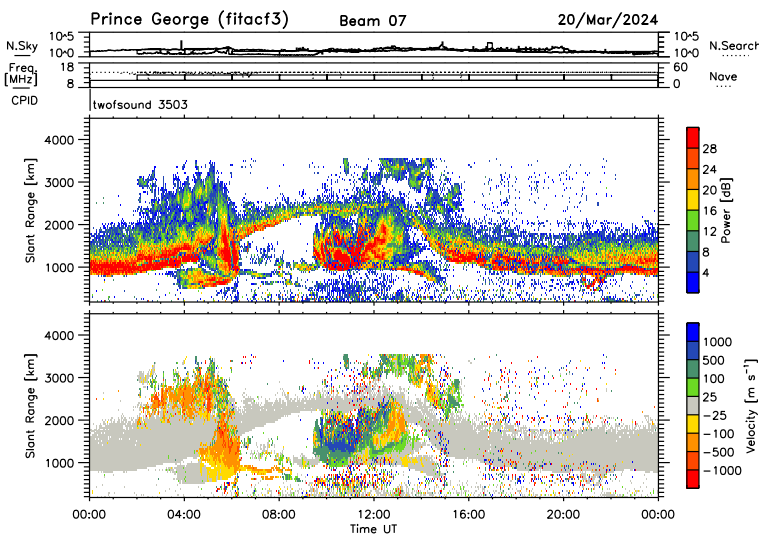 Prince George (fitacf3) Beam 07 20/Mar/2024
N.Sky 10^5 10^5 N.Search
10^0 10^0
Freq 18 60 Nave
[MHz] 8 0
CPID twofsound 3503
4000
3000
2000
1000
Slant Range [km]
28
24
20
16
12
8
4
Power [dB]
4000
3000
2000
1000
Slant Range [km]
1000
500
100
25
−25
−100
−500
−1000
Velocity [m s⁻¹]
00:00 04:00 08:00 12:00 16:00 20:00 00:00
Time UT